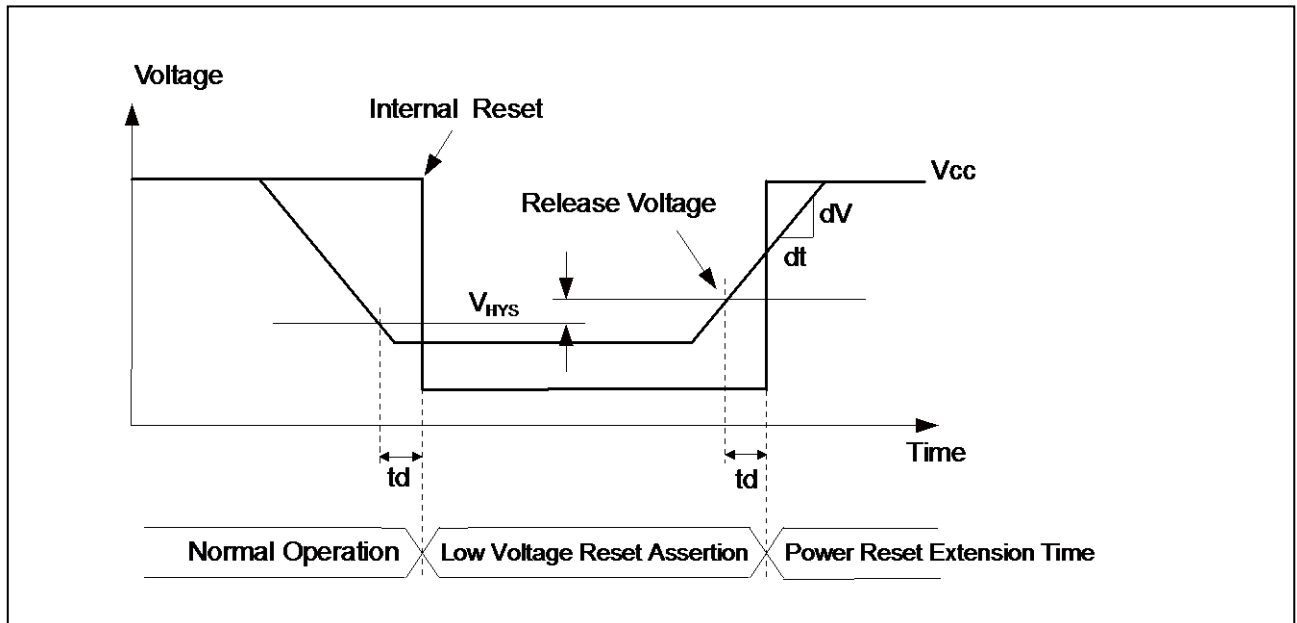 Voltage
Internal Reset
Vcc
Release Voltage
dV
dt
VHYS
Time
td
td
Normal Operation
Low Voltage Reset Assertion
Power Reset Extension Time